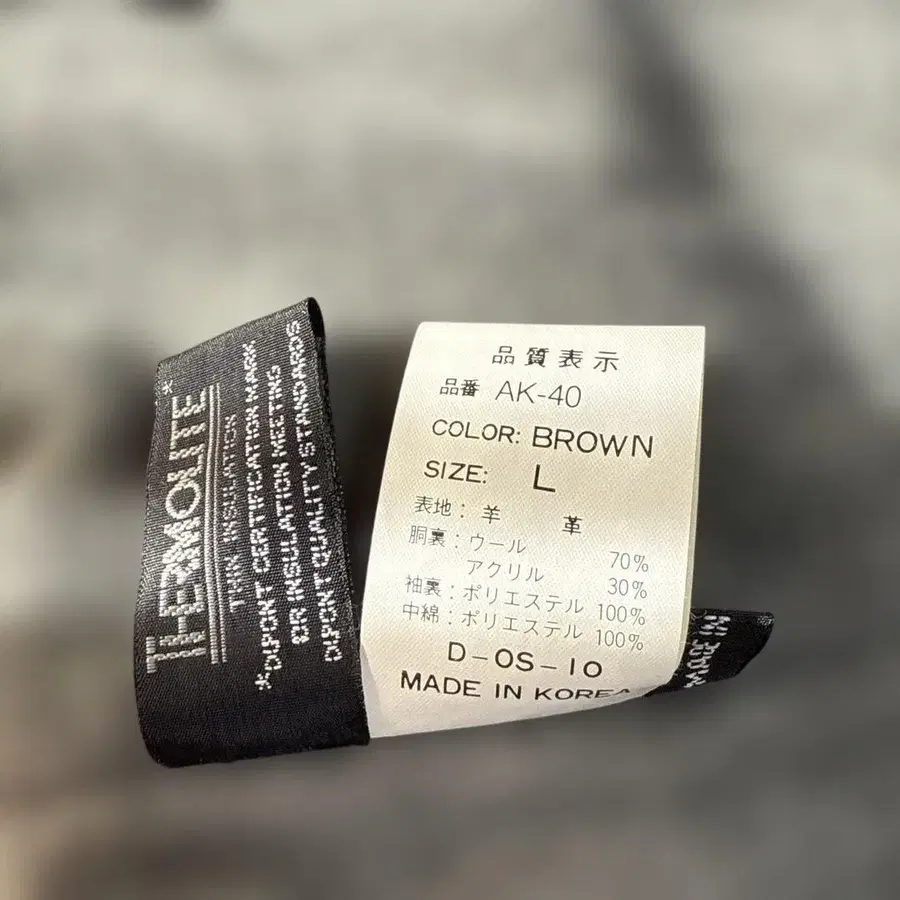 THERMOLITE*
THIN INSULATION
*DUPONT CERTIFICATION MARK
FOR INSULATION MEETING
DUPONT QUALITY STANDARDS
品質表示
品番 AK-40
COLOR: BROWN
SIZE: L
表地: 羊 革
胴裏: ウール 70%
アクリル 30%
袖裏: ポリエステル 100%
中綿: ポリエステル 100%
D-OS-10
MADE IN KOREA